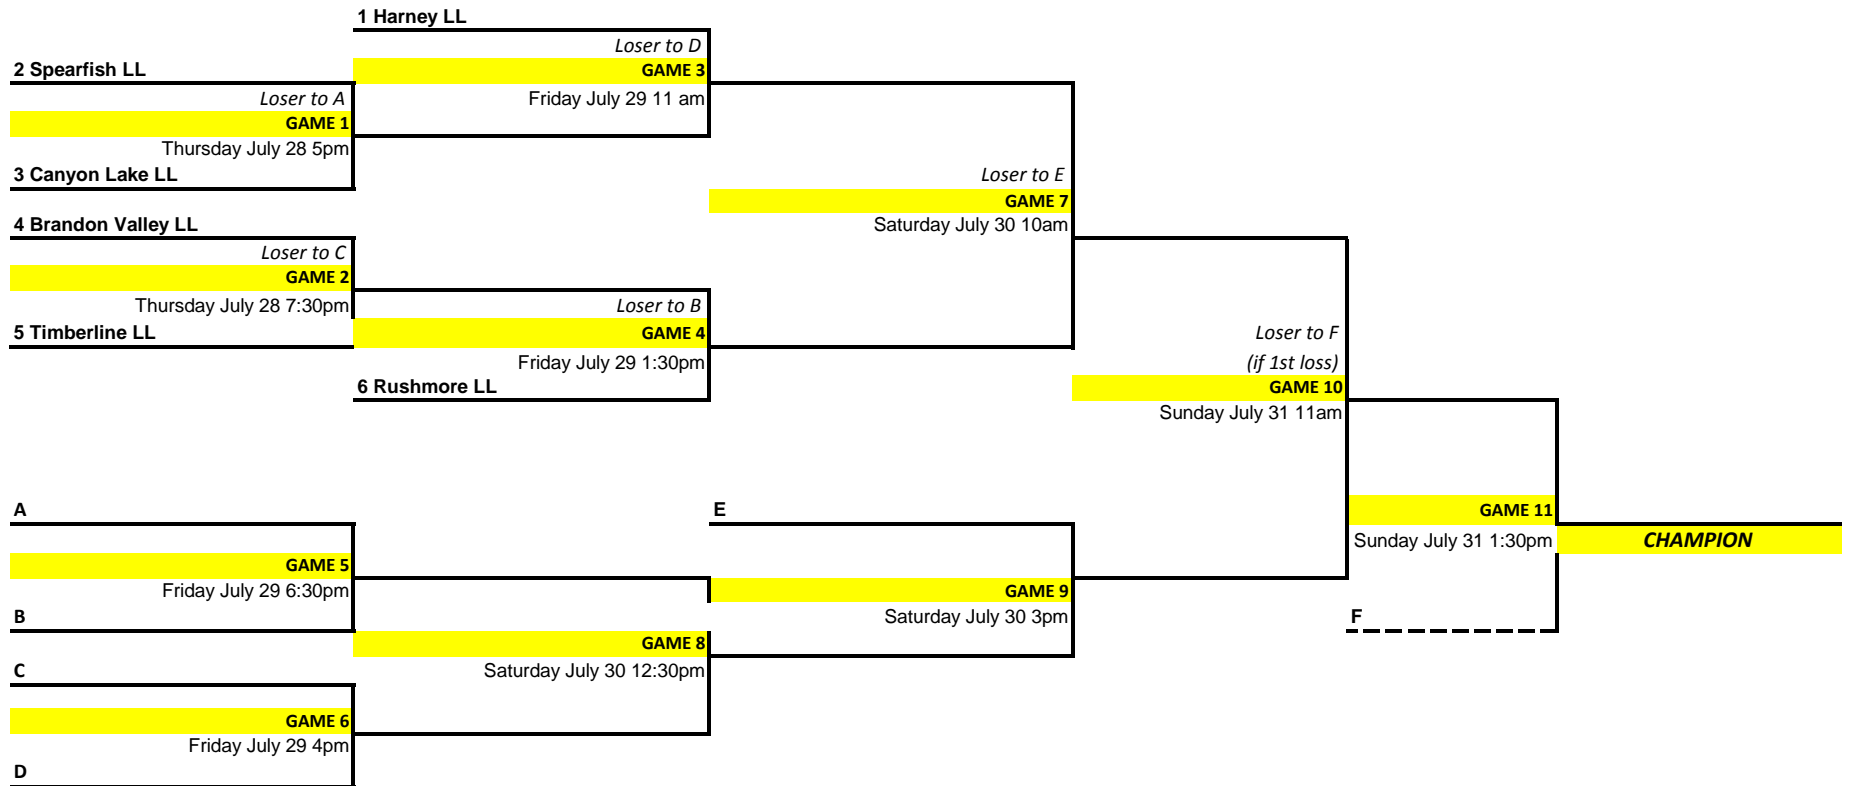 1 Harney LL
Loser to D
2 Spearfish LL
GAME 3
Loser to A
Friday July 29 11 am
GAME 1
Thursday July 28 5pm
3 Canyon Lake LL
Loser to E
GAME 7
4 Brandon Valley LL
Saturday July 30 10am
Loser to C
GAME 2
Thursday July 28 7:30pm
Loser to B
5 Timberline LL
GAME 4
Loser to F
Friday July 29 1:30pm
(if 1st loss)
6 Rushmore LL
GAME 10
Sunday July 31 11am
A
E
GAME 11
Sunday July 31 1:30pm
CHAMPION
GAME 5
Friday July 29 6:30pm
GAME 9
B
Saturday July 30 3pm
F
GAME 8
C
Saturday July 30 12:30pm
GAME 6
Friday July 29 4pm
D